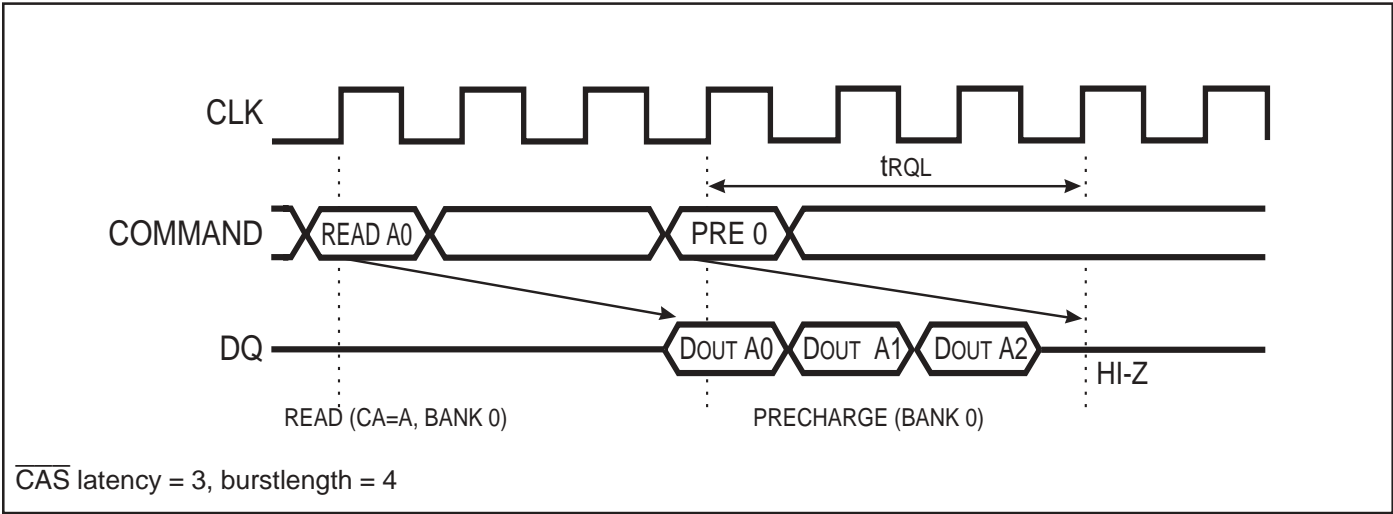 CLK
tRQL
COMMAND READ A0 PRE 0
DQ DOUT A0 DOUT A1 DOUT A2
HI-Z
READ (CA=A, BANK 0) PRECHARGE (BANK 0)
CAS latency = 3, burstlength = 4